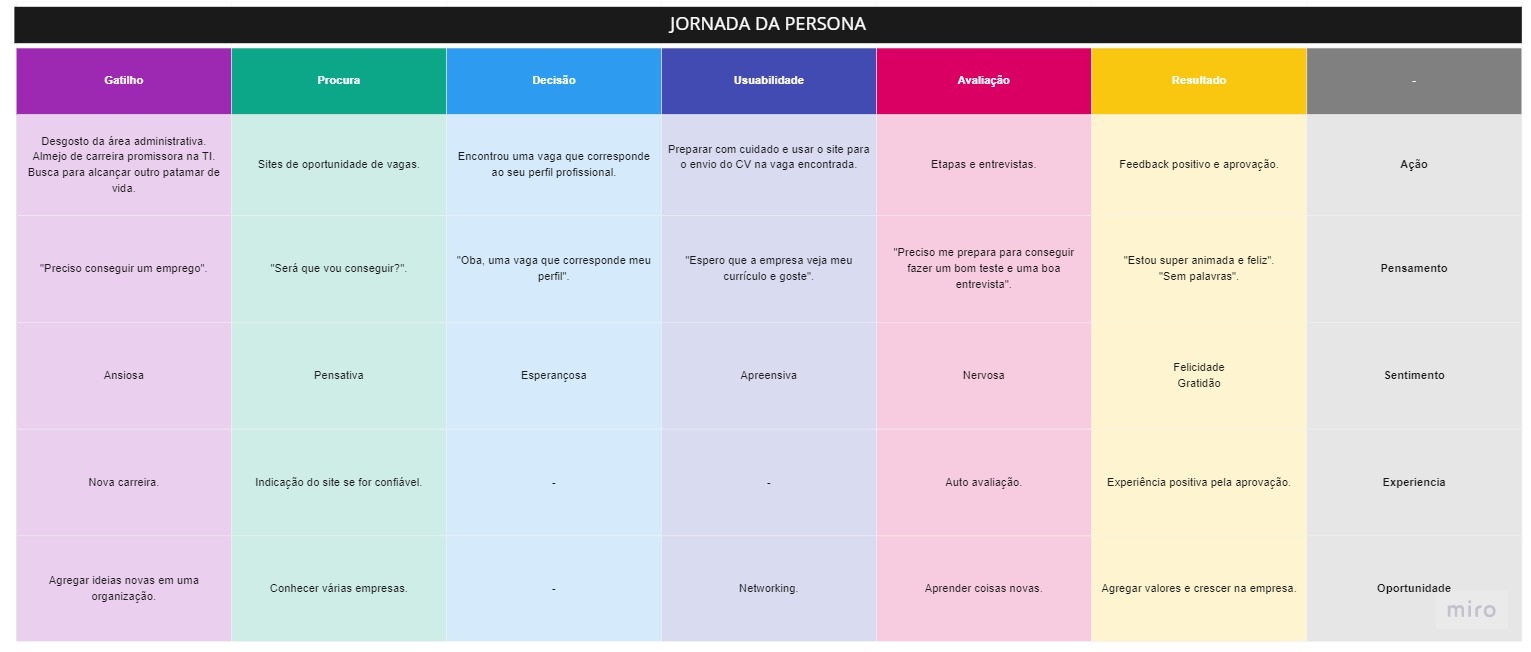 JORNADA DA PERSONA
Gatilho
Procura
Decisão
Usuabilidade
Avaliação
Resultado
-
Desgosto da área administrativa.
Almejo de carreira promissora na TI.
Busca para alcançar outro patamar de
vida.
Sites de oportunidade de vagas.
Encontrou uma vaga que corresponde
ao seu perfil profissional.
Preparar com cuidado e usar o site para
o envio do CV na vaga encontrada.
Etapas e entrevistas.
Feedback positivo e aprovação.
Ação
"Preciso conseguir um emprego".
"Será que vou conseguir?".
"Oba, uma vaga que corresponde meu
perfil".
"Espero que a empresa veja meu
currículo e goste".
"Preciso me prepara para conseguir
fazer um bom teste e uma boa
entrevista".
"Estou super animada e feliz".
"Sem palavras".
Pensamento
Ansiosa
Pensativa
Esperançosa
Apreensiva
Nervosa
Felicidade
Gratidão
Sentimento
Nova carreira.
Indicação do site se for confiável.
-
-
Auto avaliação.
Experiência positiva pela aprovação.
Experiencia
Agregar ideias novas em uma
organização.
Conhecer várias empresas.
-
Networking.
Aprender coisas novas.
Agregar valores e crescer na empresa.
Oportunidade
miro